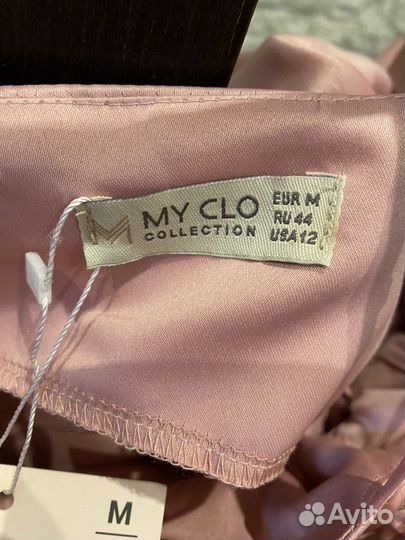 MY CLO
COLLECTION
EUR M
RU 44
USA 12
M
Avito